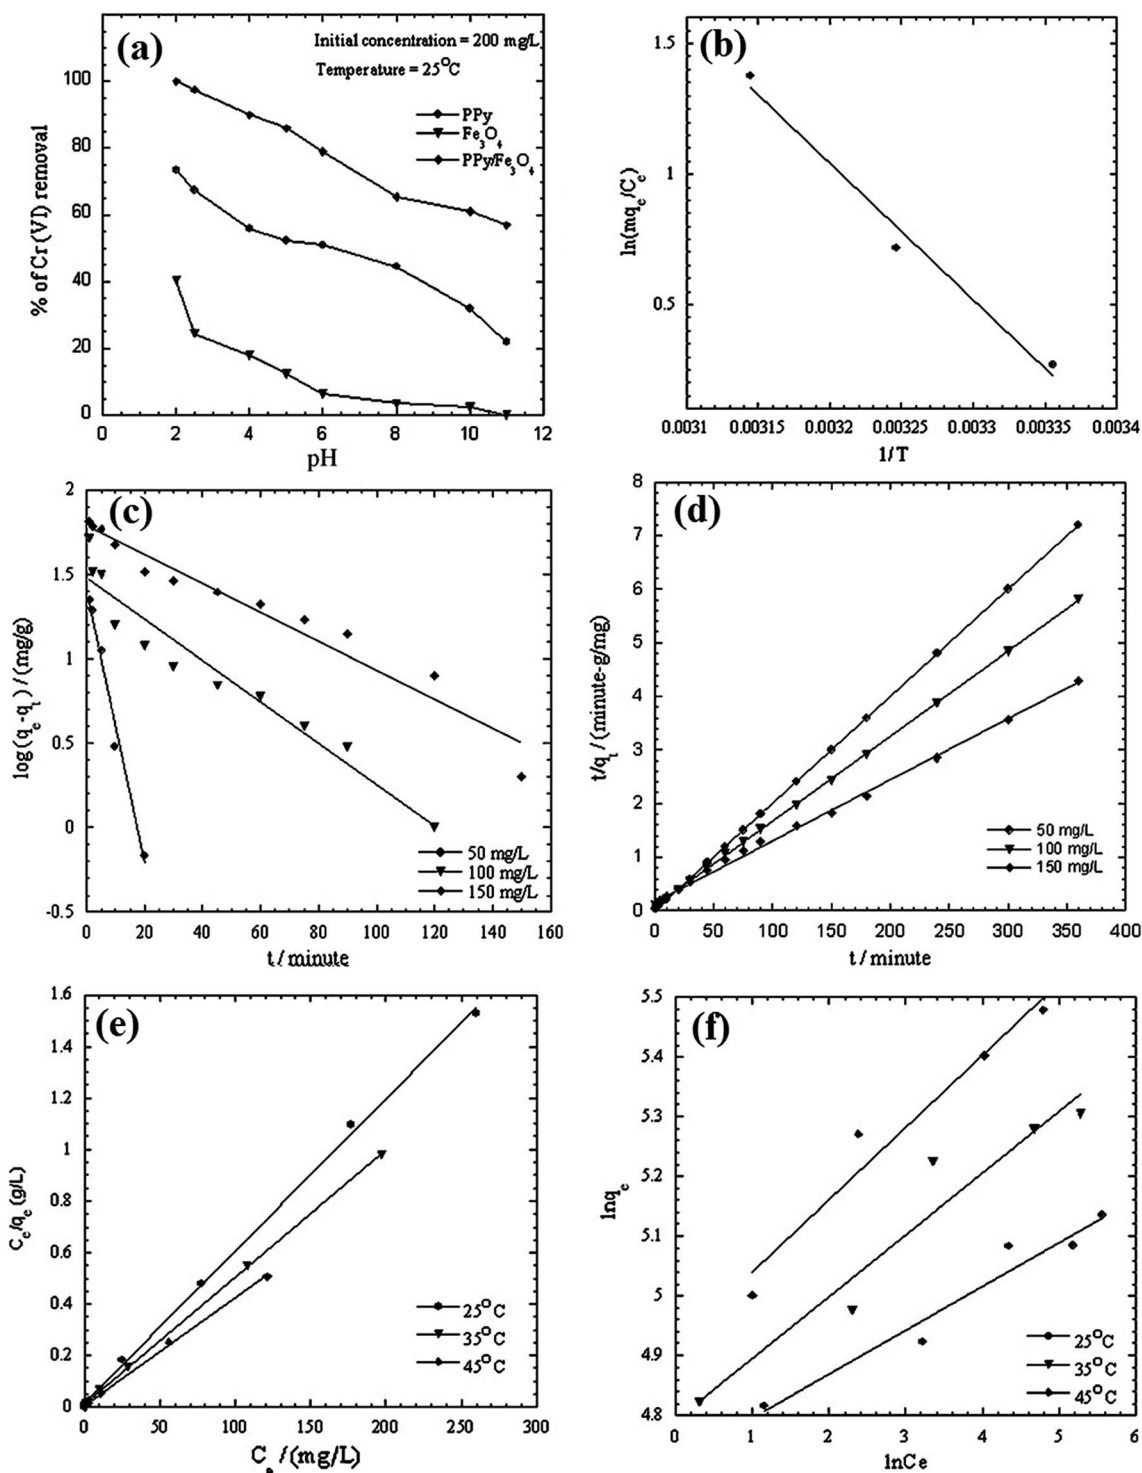 (a)
Initial concentration = 200 mg/L
Temperature = 25°C
PPy
Fe3O4
PPy/Fe3O4
% of Cr (VI) removal
100
80
60
40
20
0
0 2 4 6 8 10 12
pH
(b)
ln(mqe/Ce)
1.5
1
0.5
0.0031 0.00315 0.0032 0.00325 0.0033 0.00335 0.0034
1/T
(c)
log(qe-qt) / (mg/g)
2
1.5
1
0.5
0
-0.5
50 mg/L
100 mg/L
150 mg/L
0 20 40 60 80 100 120 140 160
t / minute
(d)
t/qt / (minute-g/mg)
8
7
6
5
4
3
2
1
0
50 mg/L
100 mg/L
150 mg/L
0 50 100 150 200 250 300 350 400
t / minute
(e)
Ce/qe (g/L)
1.6
1.4
1.2
1
0.8
0.6
0.4
0.2
0
25°C
35°C
45°C
0 50 100 150 200 250 300
Ce / (mg/L)
(f)
lnqe
5.5
5.4
5.3
5.2
5.1
5
4.9
4.8
25°C
35°C
45°C
0 1 2 3 4 5 6
lnCe